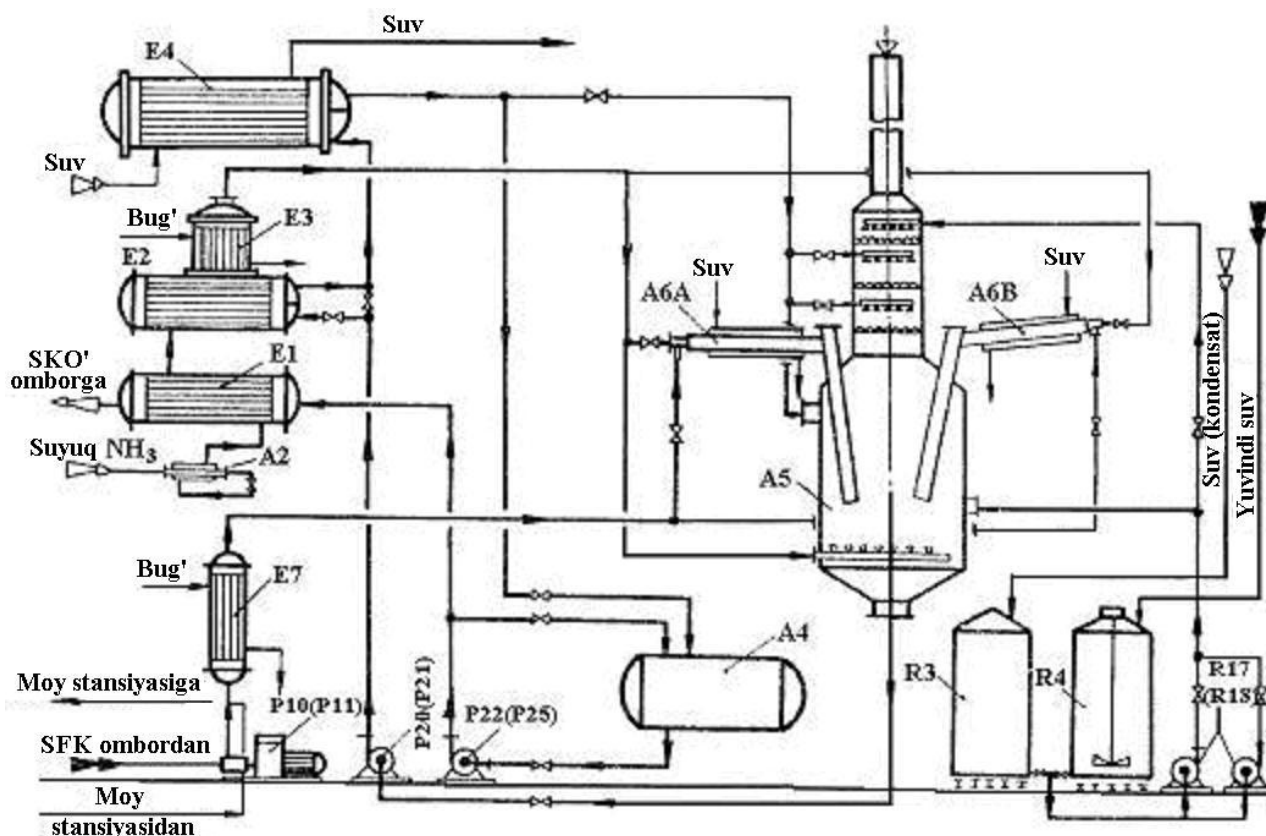 Suv
E4
Suv
Bug'
E3
E2
Suv
Suv
A6A
A6B
SKO'
omborga
E1
Suyuq NH3
A2
Suv (kondensat)
Yuvindi suv
A5
Bug'
E7
A4
R3
R4
R17
(R18)
Moy stansiyasiga
P10(P11)
P20(P21)
P22(P25)
SFK ombordan
Moy
stansiyasidan